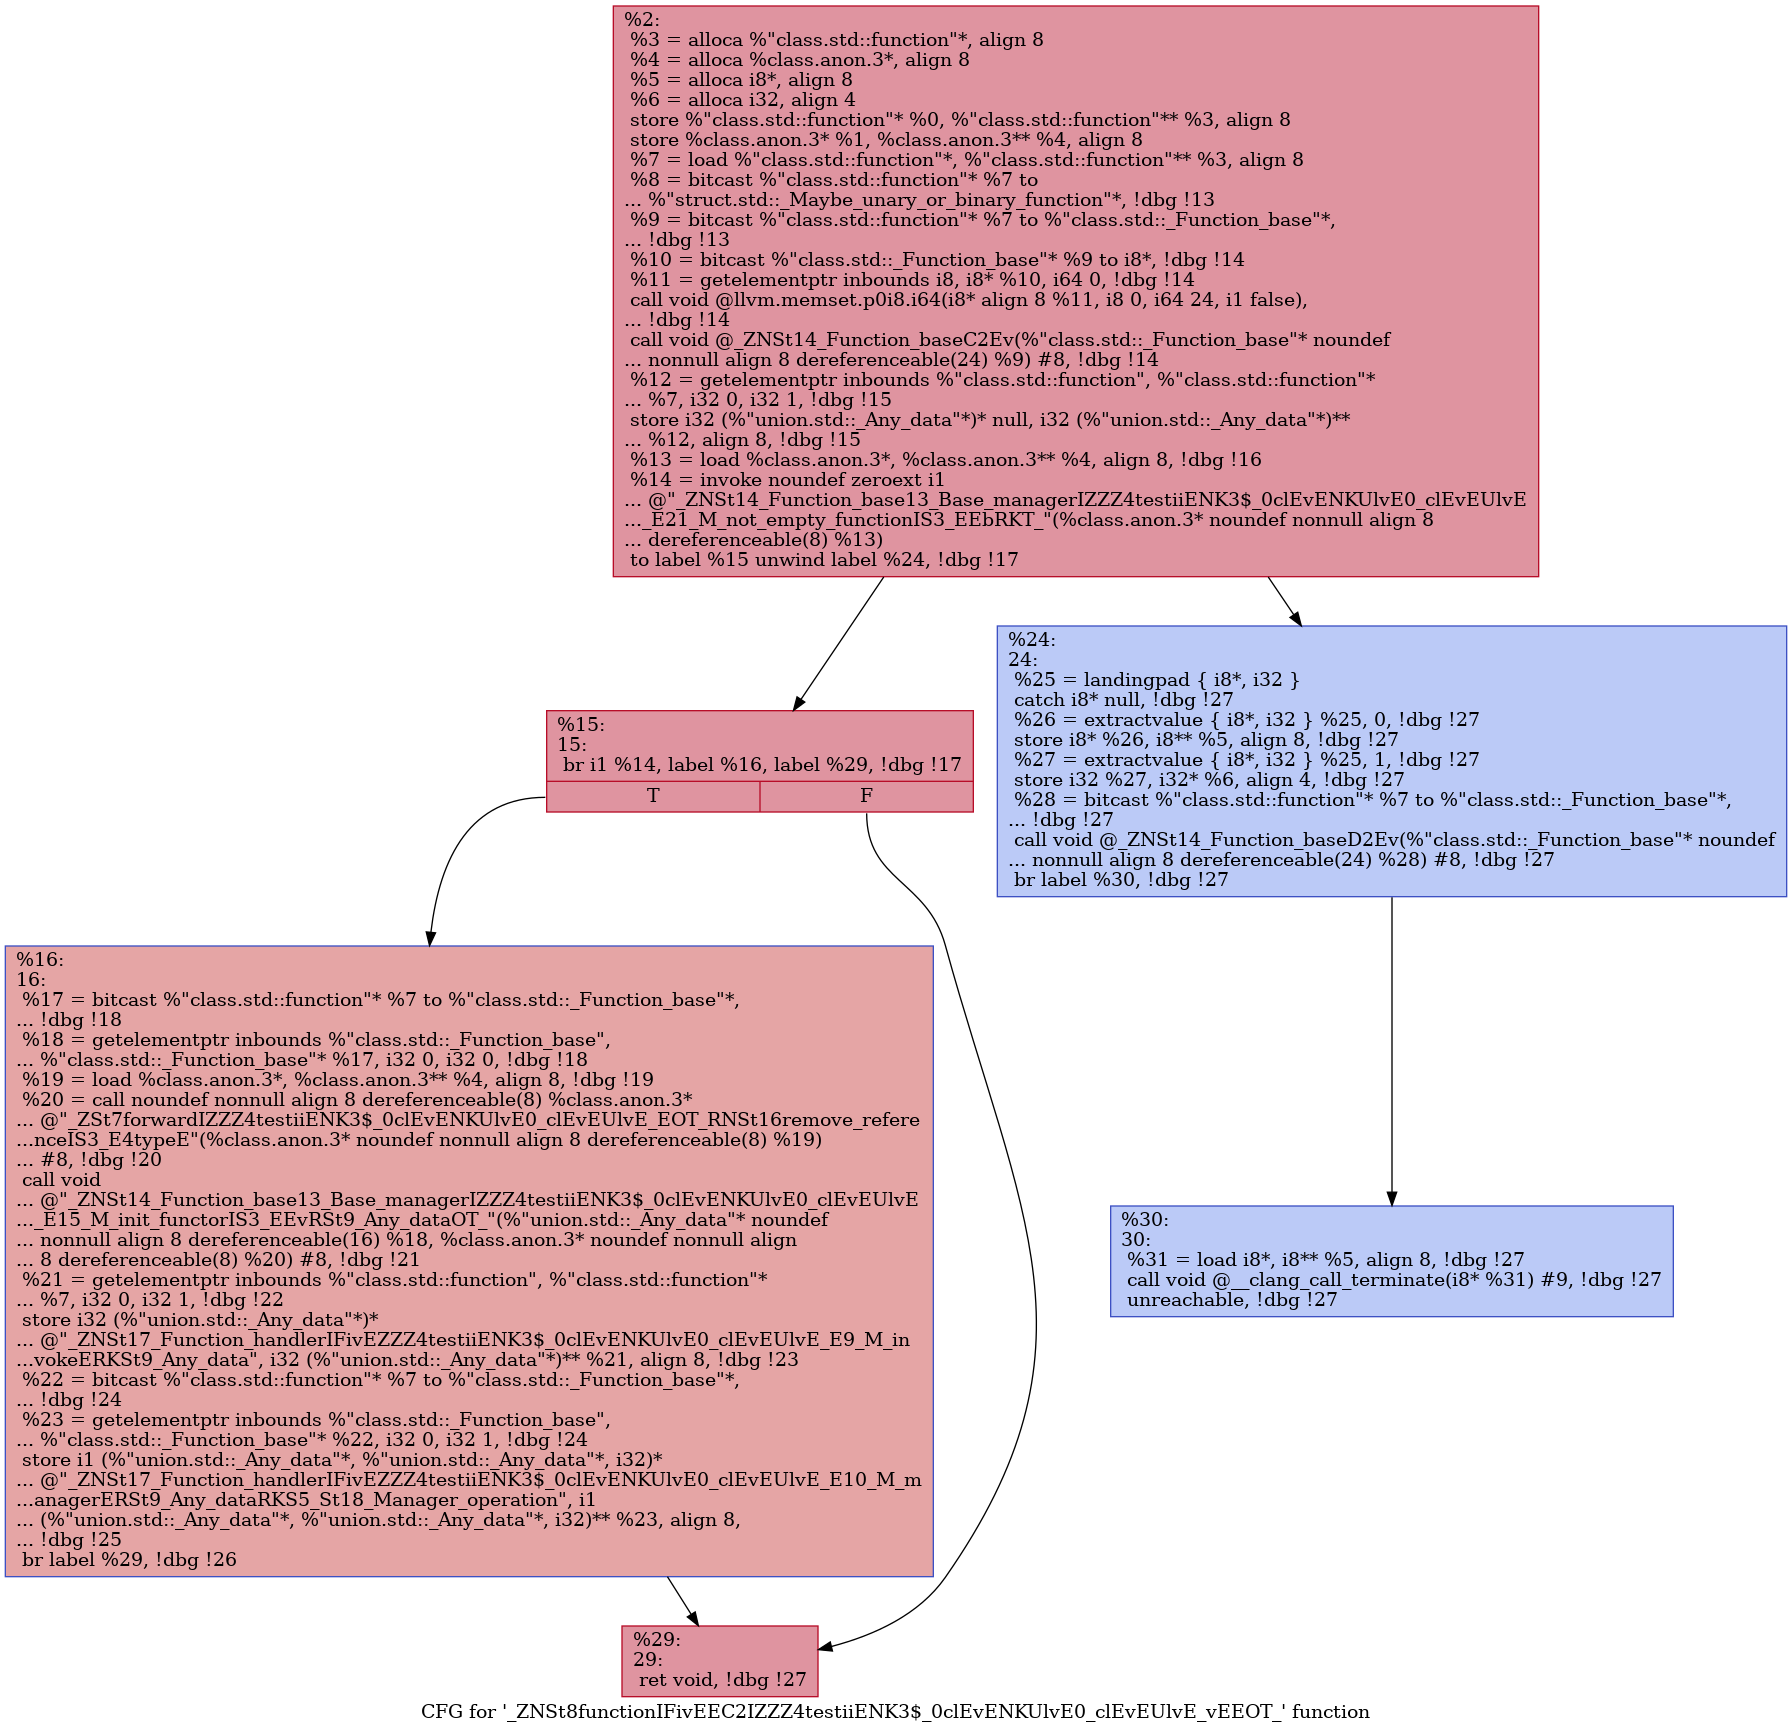 %2:
%3 = alloca %"class.std::function"*, align 8
%4 = alloca %class.anon.3*, align 8
%5 = alloca i8*, align 8
%6 = alloca i32, align 4
store %"class.std::function"* %0, %"class.std::function"** %3, align 8
store %class.anon.3* %1, %class.anon.3** %4, align 8
%7 = load %"class.std::function"*, %"class.std::function"** %3, align 8
%8 = bitcast %"class.std::function"* %7 to
... %"struct.std::_Maybe_unary_or_binary_function"*, !dbg !13
%9 = bitcast %"class.std::function"* %7 to %"class.std::_Function_base"*,
... !dbg !13
%10 = bitcast %"class.std::_Function_base"* %9 to i8*, !dbg !14
%11 = getelementptr inbounds i8, i8* %10, i64 0, !dbg !14
call void @llvm.memset.p0i8.i64(i8* align 8 %11, i8 0, i64 24, i1 false),
... !dbg !14
call void @_ZNSt14_Function_baseC2Ev(%"class.std::_Function_base"* noundef
... nonnull align 8 dereferenceable(24) %9) #8, !dbg !14
%12 = getelementptr inbounds %"class.std::function", %"class.std::function"*
... %7, i32 0, i32 1, !dbg !15
store i32 (%"union.std::_Any_data"*)* null, i32 (%"union.std::_Any_data"*)**
... %12, align 8, !dbg !15
%13 = load %class.anon.3*, %class.anon.3** %4, align 8, !dbg !16
%14 = invoke noundef zeroext i1
... @"_ZNSt14_Function_base13_Base_managerIZZZ4testiiENK3$_0clEvENKUlvE0_clEvEUlvE
..._E21_M_not_empty_functionIS3_EEbRKT_"(%class.anon.3* noundef nonnull align 8
... dereferenceable(8) %13)
to label %15 unwind label %24, !dbg !17
%24:
24:
%25 = landingpad { i8*, i32 }
catch i8* null, !dbg !27
%26 = extractvalue { i8*, i32 } %25, 0, !dbg !27
store i8* %26, i8** %5, align 8, !dbg !27
%27 = extractvalue { i8*, i32 } %25, 1, !dbg !27
store i32 %27, i32* %6, align 4, !dbg !27
%28 = bitcast %"class.std::function"* %7 to %"class.std::_Function_base"*,
... !dbg !27
call void @_ZNSt14_Function_baseD2Ev(%"class.std::_Function_base"* noundef
... nonnull align 8 dereferenceable(24) %28) #8, !dbg !27
br label %30, !dbg !27
%15:
15:
br i1 %14, label %16, label %29, !dbg !17
T F
%16:
16:
%17 = bitcast %"class.std::function"* %7 to %"class.std::_Function_base"*,
... !dbg !18
%18 = getelementptr inbounds %"class.std::_Function_base",
... %"class.std::_Function_base"* %17, i32 0, i32 0, !dbg !18
%19 = load %class.anon.3*, %class.anon.3** %4, align 8, !dbg !19
%20 = call noundef nonnull align 8 dereferenceable(8) %class.anon.3*
... @"_ZSt7forwardIZZZ4testiiENK3$_0clEvENKUlvE0_clEvEUlvE_EOT_RNSt16remove_refere
...nceIS3_E4typeE"(%class.anon.3* noundef nonnull align 8 dereferenceable(8) %19)
... #8, !dbg !20
call void
... @"_ZNSt14_Function_base13_Base_managerIZZZ4testiiENK3$_0clEvENKUlvE0_clEvEUlvE
..._E15_M_init_functorIS3_EEvRSt9_Any_dataOT_"(%"union.std::_Any_data"* noundef
... nonnull align 8 dereferenceable(16) %18, %class.anon.3* noundef nonnull align
... 8 dereferenceable(8) %20) #8, !dbg !21
%21 = getelementptr inbounds %"class.std::function", %"class.std::function"*
... %7, i32 0, i32 1, !dbg !22
store i32 (%"union.std::_Any_data"*)*
... @"_ZNSt17_Function_handlerIFivEZZZ4testiiENK3$_0clEvENKUlvE0_clEvEUlvE_E9_M_in
...vokeERKSt9_Any_data", i32 (%"union.std::_Any_data"*)** %21, align 8, !dbg !23
%22 = bitcast %"class.std::function"* %7 to %"class.std::_Function_base"*,
... !dbg !24
%23 = getelementptr inbounds %"class.std::_Function_base",
... %"class.std::_Function_base"* %22, i32 0, i32 1, !dbg !24
store i1 (%"union.std::_Any_data"*, %"union.std::_Any_data"*, i32)*
... @"_ZNSt17_Function_handlerIFivEZZZ4testiiENK3$_0clEvENKUlvE0_clEvEUlvE_E10_M_m
...anagerERSt9_Any_dataRKS5_St18_Manager_operation", i1
... (%"union.std::_Any_data"*, %"union.std::_Any_data"*, i32)** %23, align 8,
... !dbg !25
br label %29, !dbg !26
%30:
30:
%31 = load i8*, i8** %5, align 8, !dbg !27
call void @__clang_call_terminate(i8* %31) #9, !dbg !27
unreachable, !dbg !27
%29:
29:
ret void, !dbg !27
CFG for '_ZNSt8functionIFivEEC2IZZZ4testiiENK3$_0clEvENKUlvE0_clEvEUlvE_vEEOT_' function